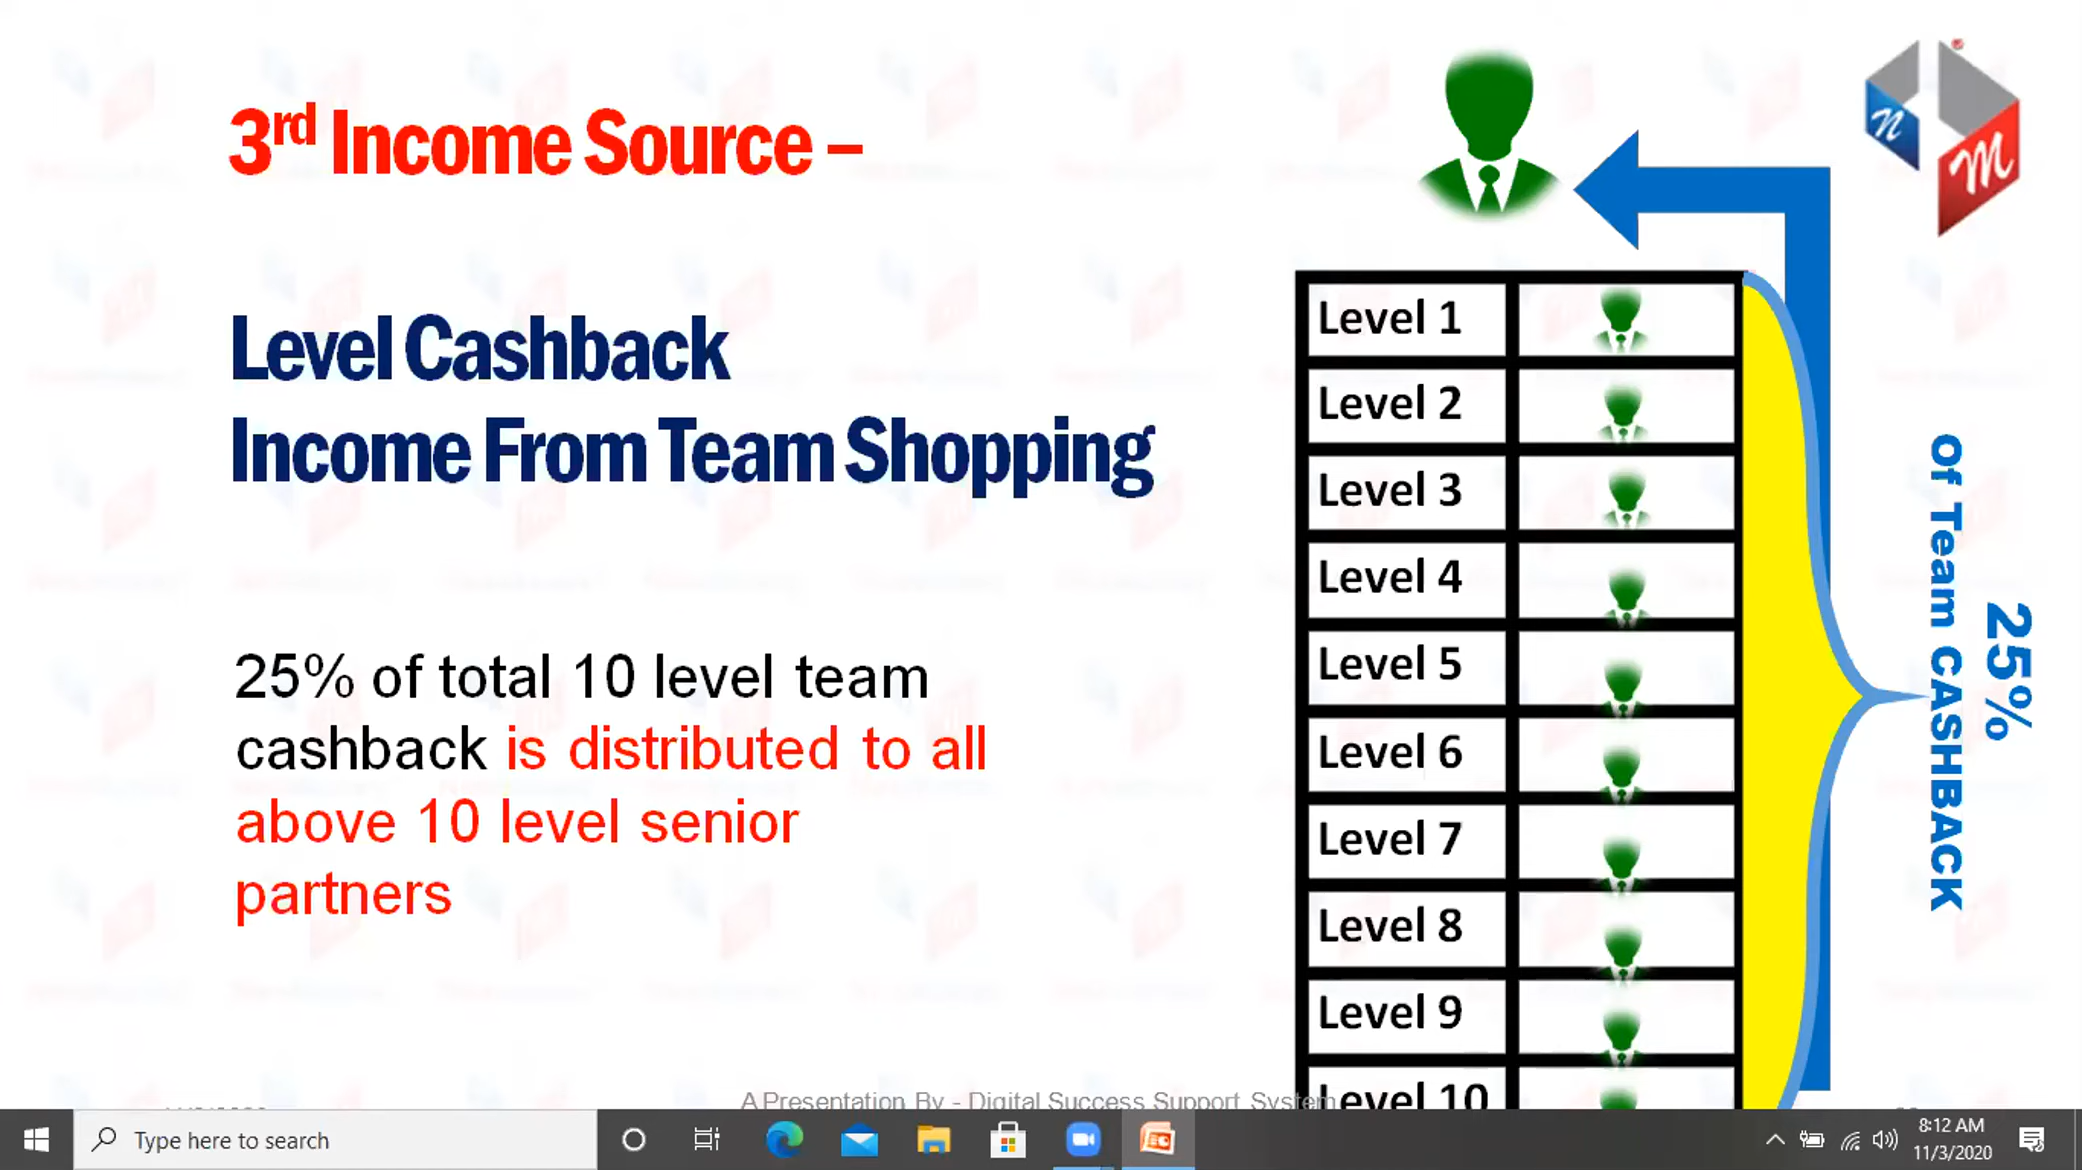 3rd Income Source –
Level Cashback
Income From Team Shopping
25% of total 10 level team
cashback is distributed to all
above 10 level senior
partners
n
M
Level 1
Level 2
Level 3
Level 4
Level 5
Level 6
Level 7
Level 8
Level 9
Level 10
25%
Of Team CASHBACK
A Presentation By - Digital Success Support System
Type here to search
8:12 AM
11/3/2020